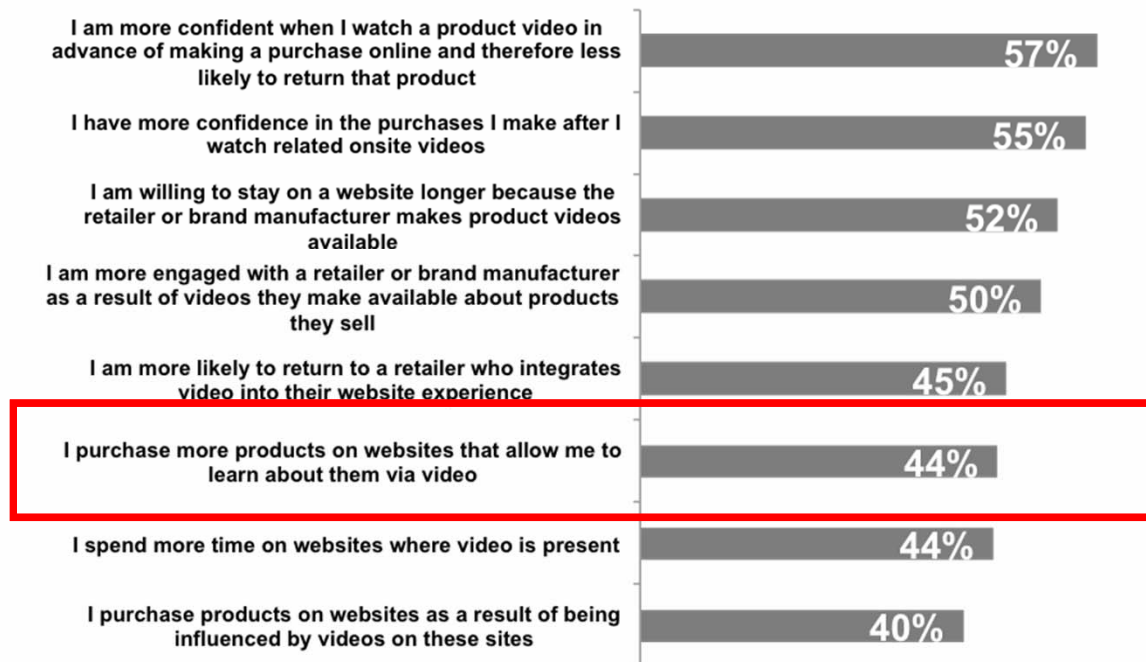 I am more confident when I watch a product video in
advance of making a purchase online and therefore less
likely to return that product
57%
I have more confidence in the purchases I make after I
watch related onsite videos
55%
I am willing to stay on a website longer because the
retailer or brand manufacturer makes product videos
available
52%
I am more engaged with a retailer or brand manufacturer
as a result of videos they make available about products
they sell
50%
I am more likely to return to a retailer who integrates
video into their website experience
45%
I purchase more products on websites that allow me to
learn about them via video
44%
I spend more time on websites where video is present
44%
I purchase products on websites as a result of being
influenced by videos on these sites
40%